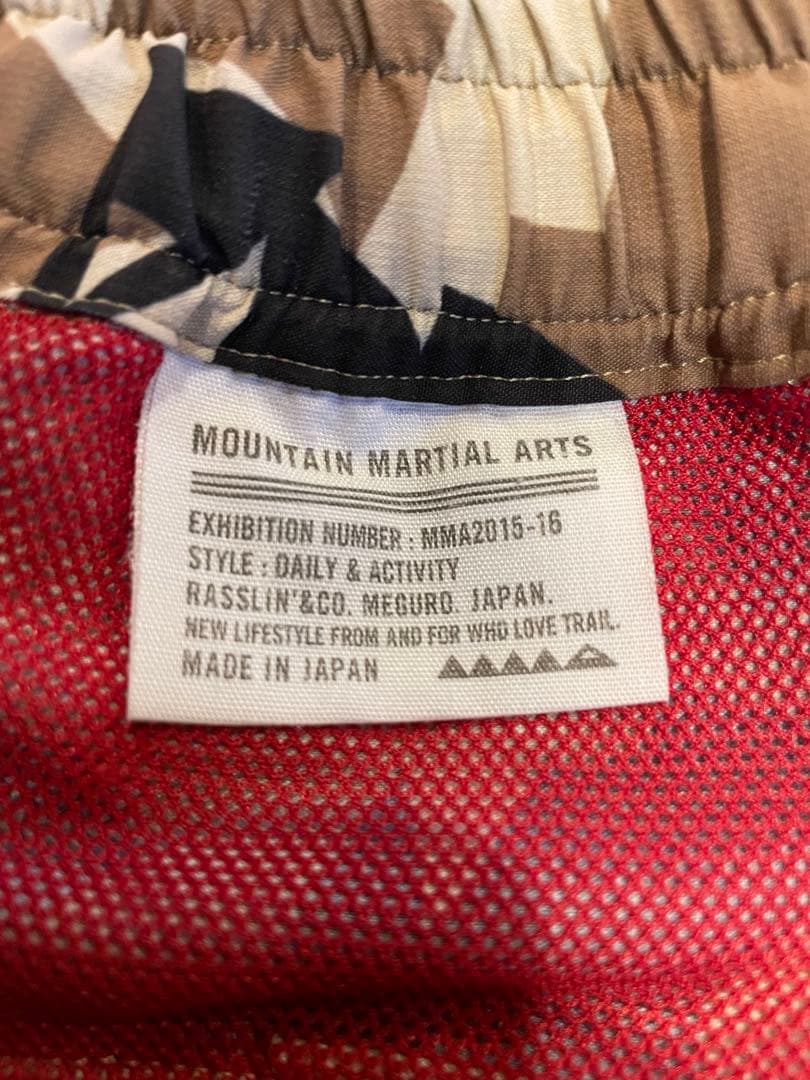 MOUNTAIN MARTIAL ARTS
EXHIBITION NUMBER : MMA2015-16
STYLE : DAILY & ACTIVITY
RASSLIN'&CO. MEGURO. JAPAN.
NEW LIFESTYLE FROM AND FOR WHO LOVE TRAIL.
MADE IN JAPAN